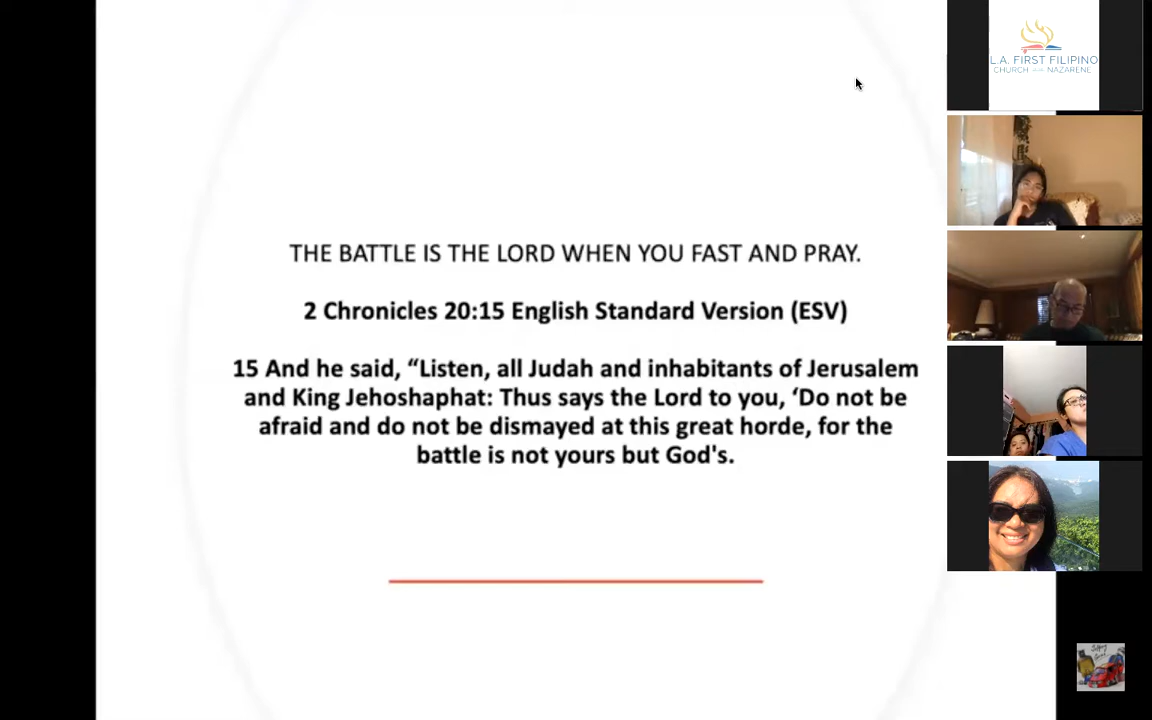 L.A. FIRST FILIPINO
CHURCH OF THE NAZARENE
THE BATTLE IS THE LORD WHEN YOU FAST AND PRAY.
2 Chronicles 20:15 English Standard Version (ESV)
15 And he said, “Listen, all Judah and inhabitants of Jerusalem
and King Jehoshaphat: Thus says the Lord to you, ‘Do not be
afraid and do not be dismayed at this great horde, for the
battle is not yours but God's.